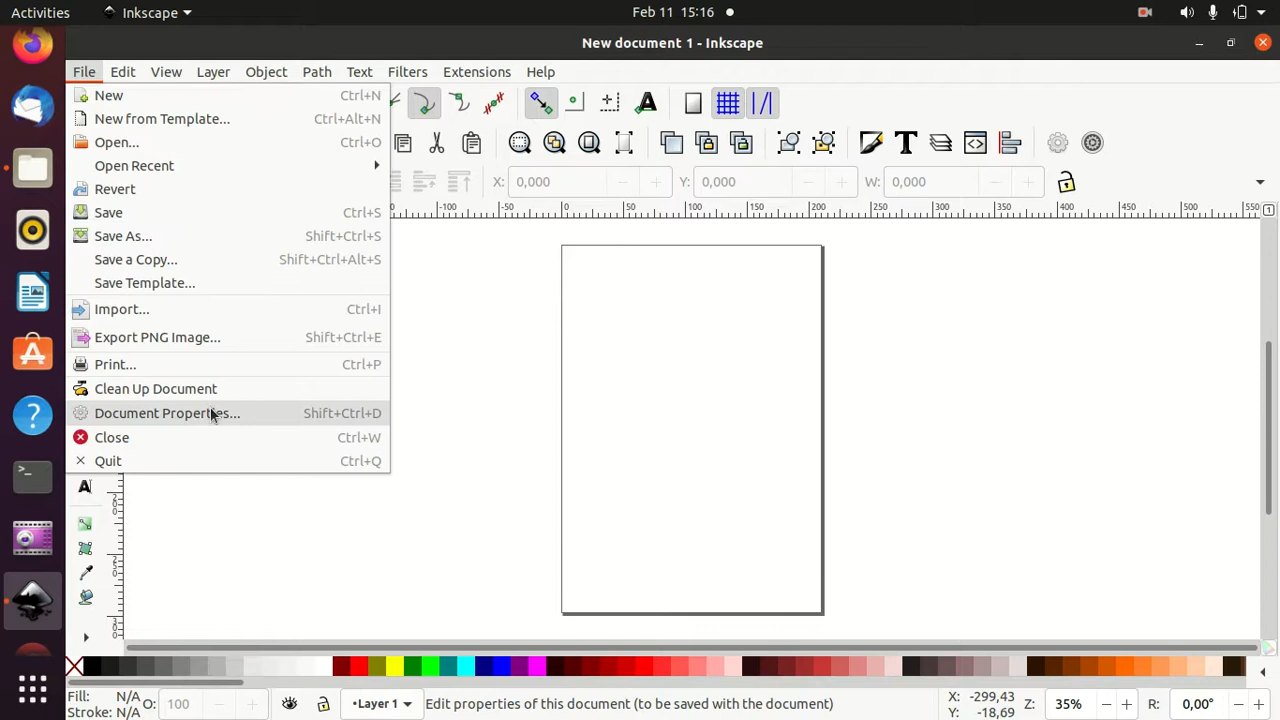 Activities
Inkscape
Feb 11 15:16
New document 1 - Inkscape
File Edit View Layer Object Path Text Filters Extensions Help
New Ctrl+N
New from Template... Ctrl+Alt+N
Open... Ctrl+O
Open Recent
Revert
Save Ctrl+S
Save As... Shift+Ctrl+S
Save a Copy... Shift+Ctrl+Alt+S
Save Template...
Import... Ctrl+I
Export PNG Image... Shift+Ctrl+E
Print... Ctrl+P
Clean Up Document
Document Properties... Shift+Ctrl+D
Close Ctrl+W
Quit Ctrl+Q
X: 0,000 Y: 0,000 W: 0,000
-100 -50 0 50 100 150 200 250 300 350 400 450 500 550
200
250
300
Fill: N/A O: 100
Stroke: N/A
•Layer 1
Edit properties of this document (to be saved with the document)
X: -299,43
Y: -18,69
Z: 35%
R: 0,00°